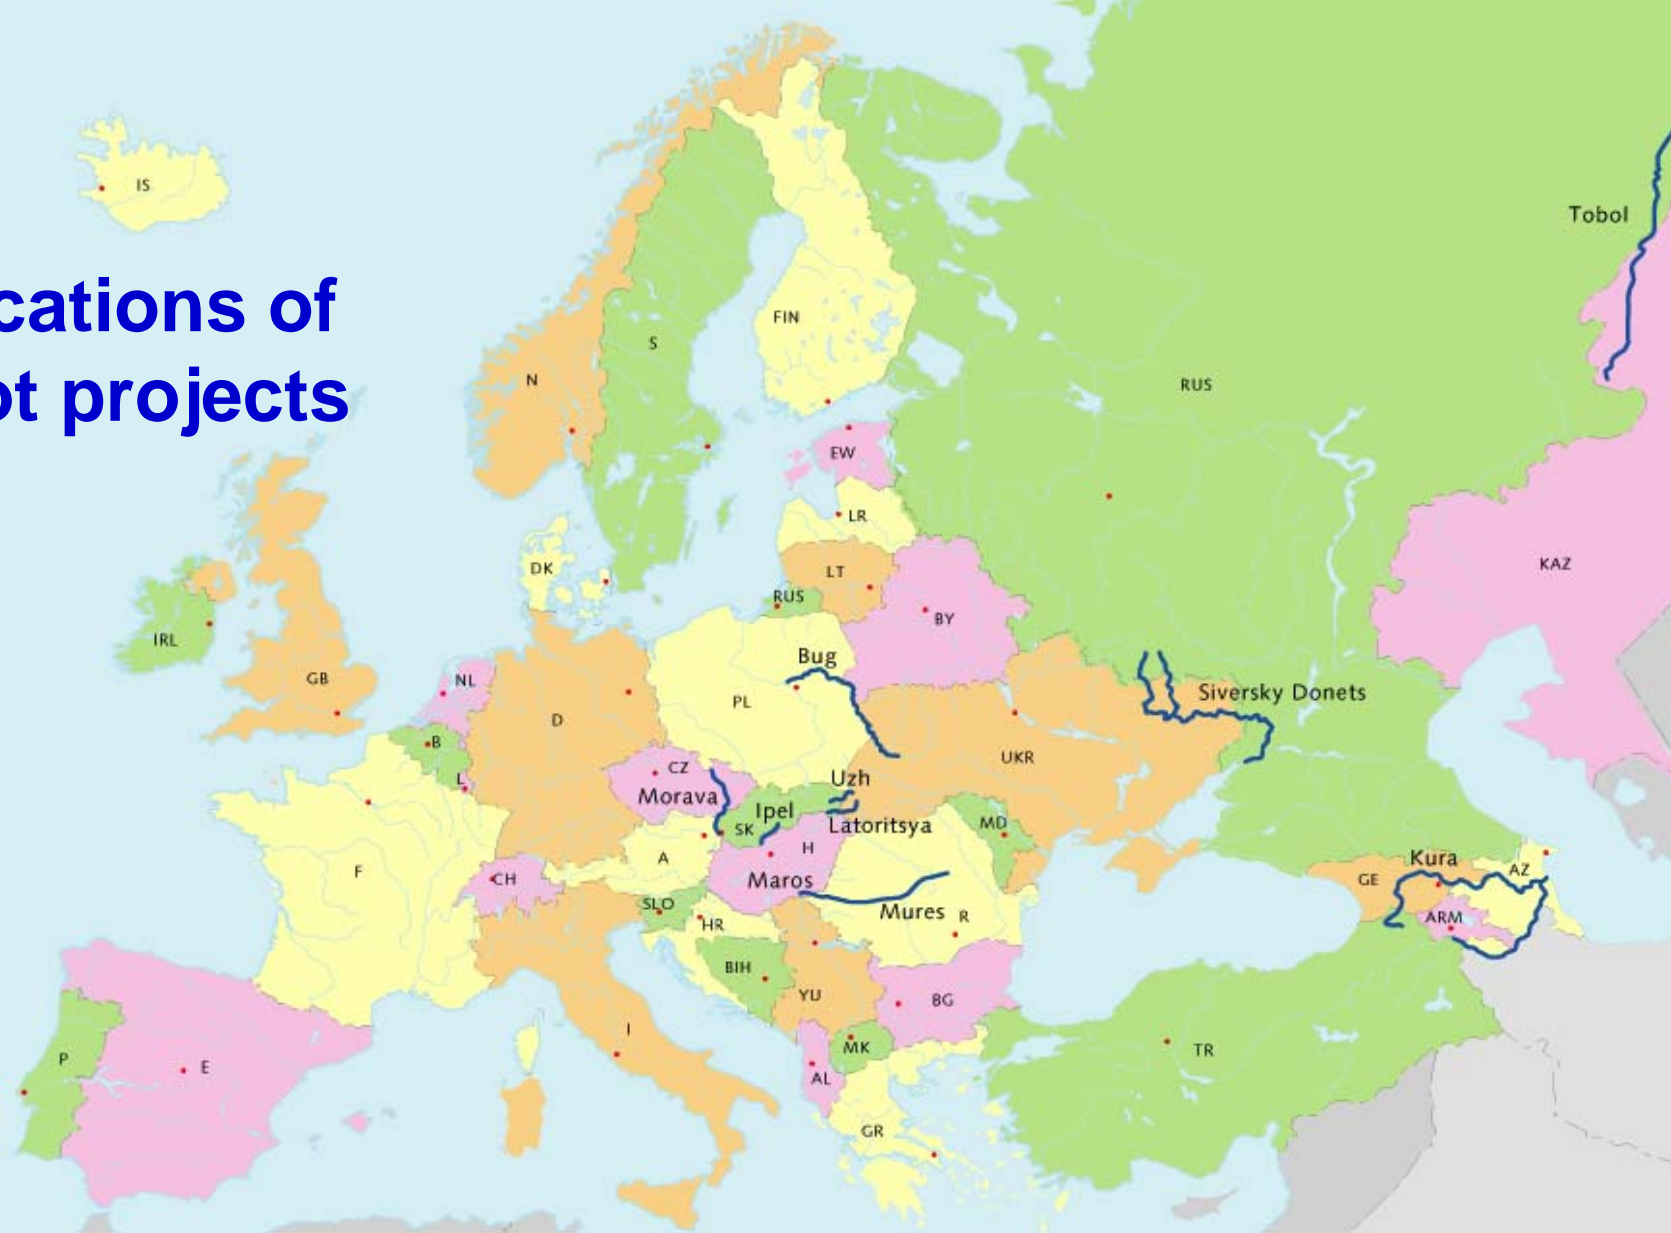 IS
Tobol
cations of
FIN
S
ot projects
N
RUS
EW
LR
KAZ
DK
LT
RUS
BY
IRL
Bug
GB
NL
Siversky Donets
PL
D
B
UKR
CZ
L
Uzh
Morava
Ipel
MD
SK
Latoritsya
H
A
Kura
F
AZ
CH
Maros
GE
SLO
Mures
R
ARM
HR
BIH
YU
BG
I
MK
TR
P
E
AL
GR